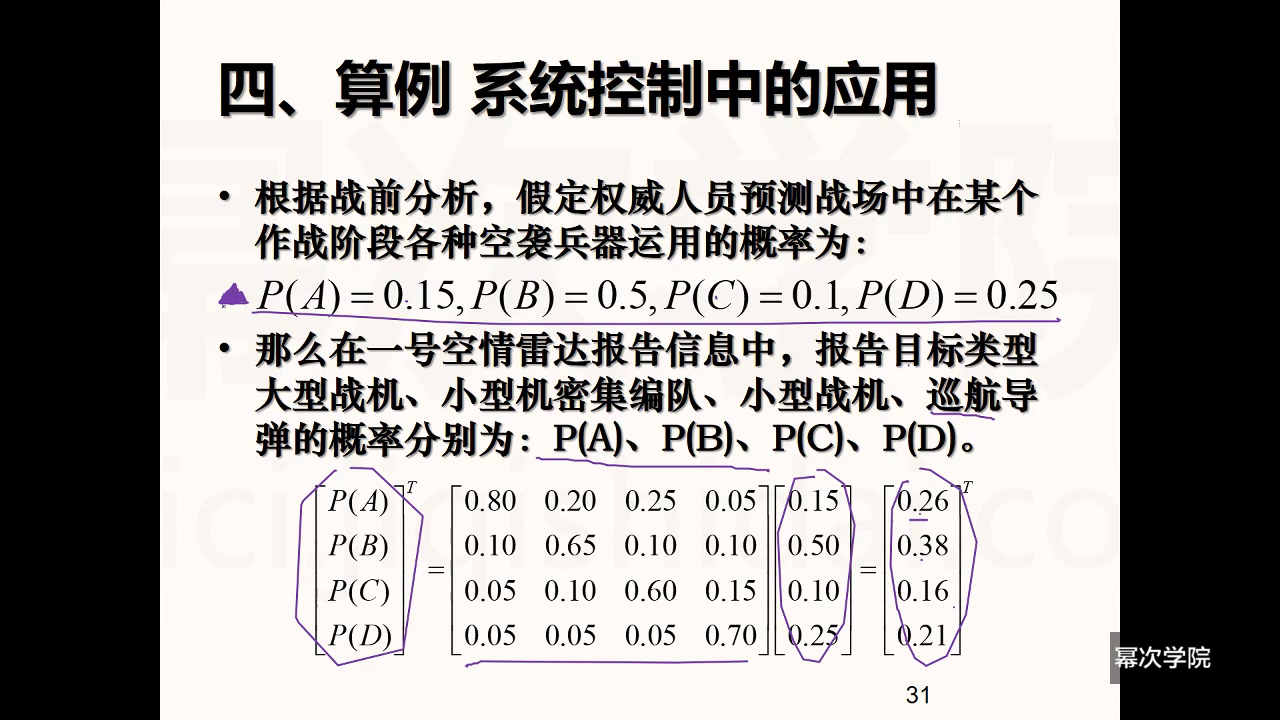 四、算例 系统控制中的应用
• 根据战前分析，假定权威人员预测战场中在某个
作战阶段各种空袭兵器运用的概率为：
P(A) = 0.15, P(B) = 0.5, P(C) = 0.1, P(D) = 0.25
• 那么在一号空情雷达报告信息中，报告目标类型
大型战机、小型机密集编队、小型战机、巡航导
弹的概率分别为：P(A)、P(B)、P(C)、P(D)。
P(A) T 0.80 0.20 0.25 0.05 0.15 0.26 T
P(B) 0.10 0.65 0.10 0.10 0.50 0.38
= =
P(C) 0.05 0.10 0.60 0.15 0.10 0.16
P(D) 0.05 0.05 0.05 0.70 0.25 0.21
幂次学院
31